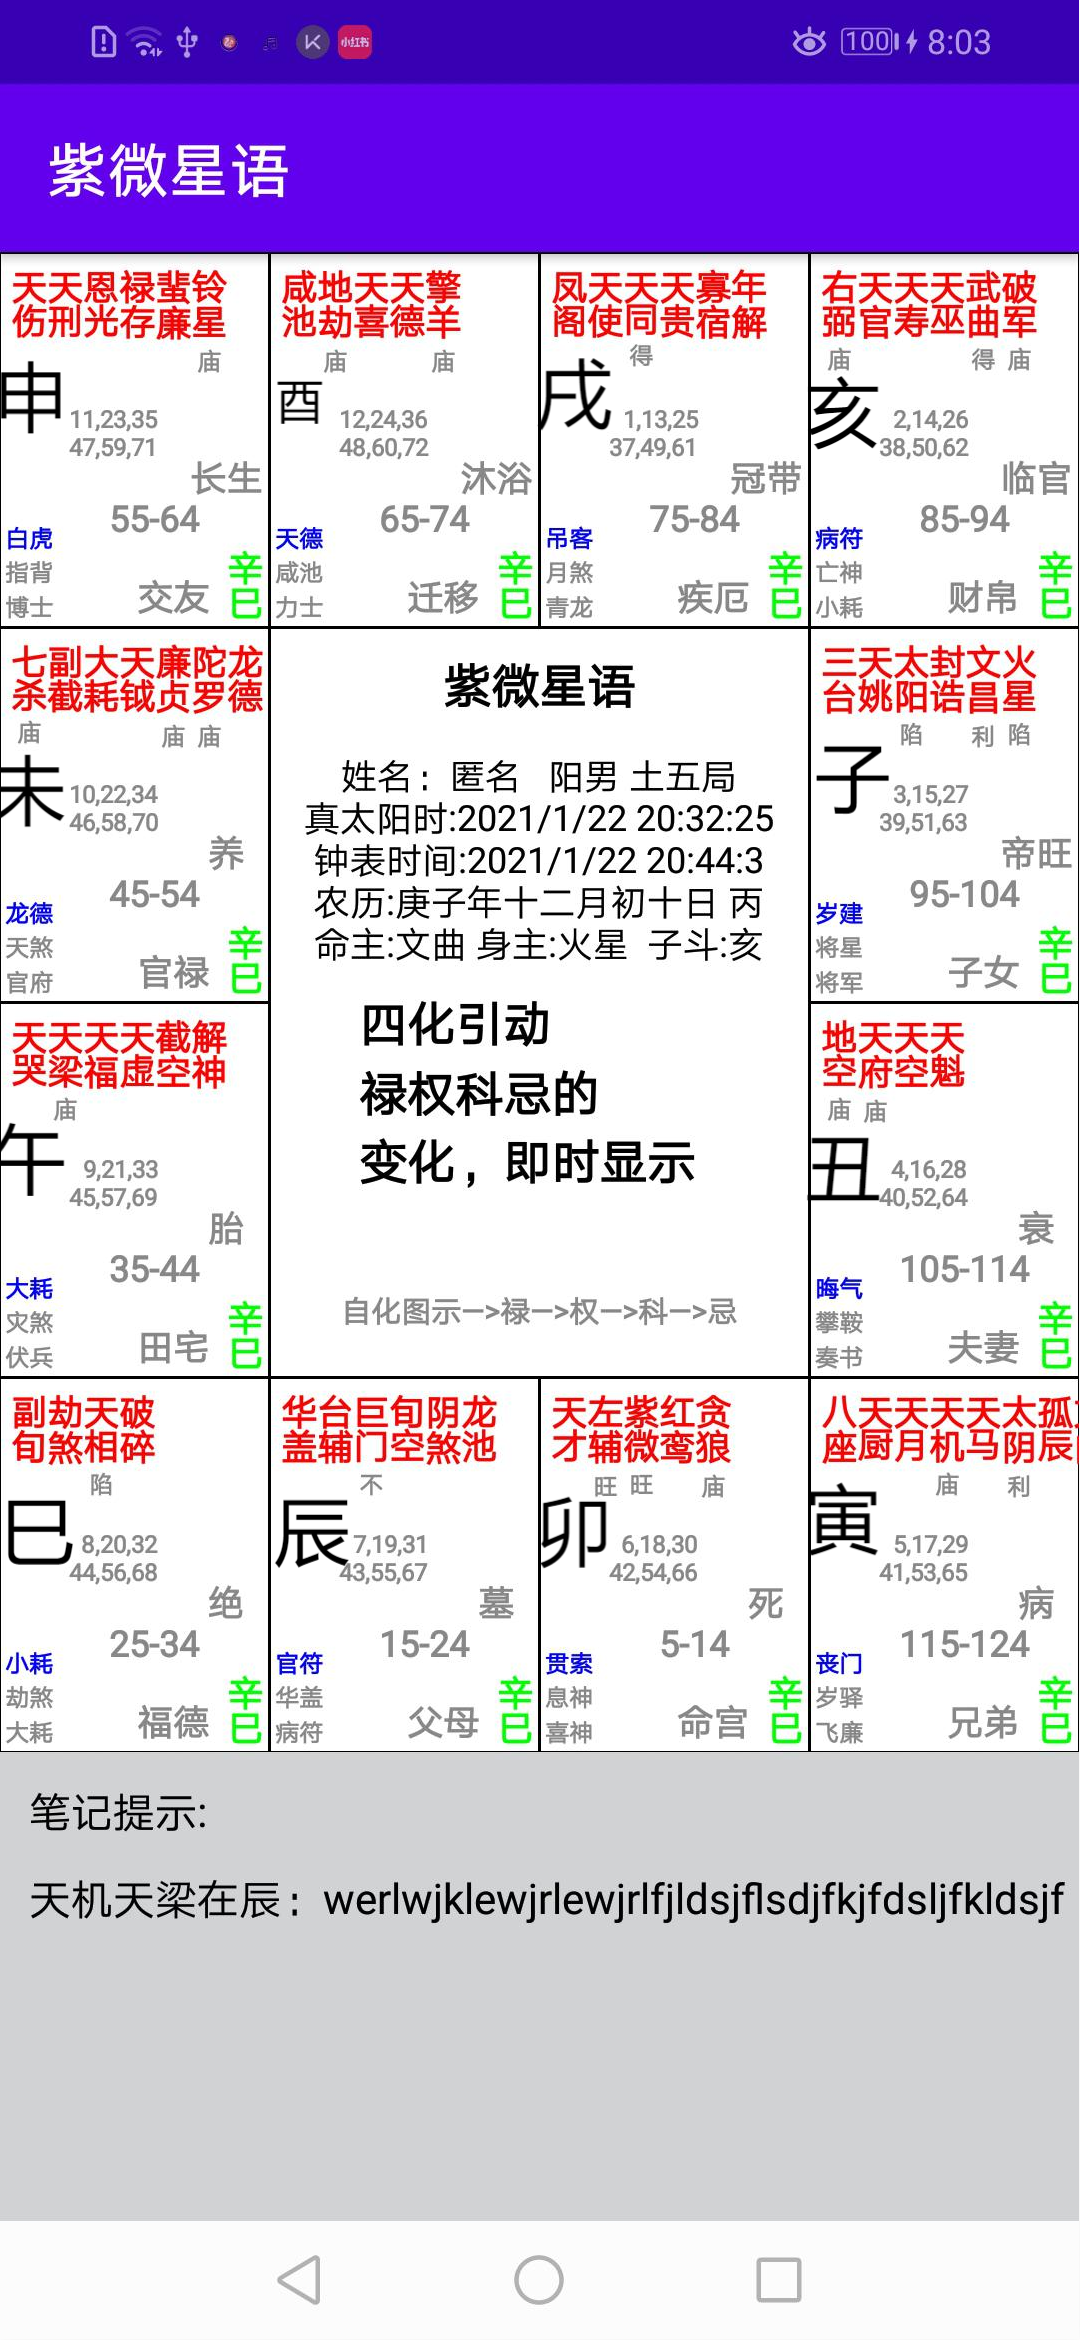 小红书
100 8:03
紫微星语
天天恩禄蜚铃
伤刑光存廉星
庙
申
11,23,35
47,59,71
长生
55-64
白虎
指背
博士
交友
辛
巳
咸地天天擎
池劫喜德羊
庙 庙
酉
12,24,36
48,60,72
沐浴
65-74
天德
咸池
力士
迁移
辛
巳
凤天天天寡年
阁使同贵宿解
得
戌
1,13,25
37,49,61
冠带
75-84
吊客
月煞
青龙
疾厄
辛
巳
右天天天武破
弼官寿巫曲军
庙 得 庙
亥
2,14,26
38,50,62
临官
85-94
病符
亡神
小耗
财帛
辛
巳
七副大天廉陀龙
杀截耗钺贞罗德
庙 庙 庙
未
10,22,34
46,58,70
养
45-54
龙德
天煞
官府
官禄
辛
巳
紫微星语
姓名：匿名 阳男 土五局
真太阳时:2021/1/22 20:32:25
钟表时间:2021/1/22 20:44:3
农历:庚子年十二月初十日 丙
命主:文曲 身主:火星 子斗:亥
四化引动
禄权科忌的
变化，即时显示
自化图示—>禄—>权—>科—>忌
三天太封文火
台姚阳诰昌星
陷 利 陷
子
3,15,27
39,51,63
帝旺
95-104
岁建
将星
将军
子女
辛
巳
天天天天截解
哭梁福虚空神
庙
午
9,21,33
45,57,69
胎
35-44
大耗
灾煞
伏兵
田宅
辛
巳
地天天天
空府空魁
庙 庙
丑
4,16,28
40,52,64
衰
105-114
晦气
攀鞍
奏书
夫妻
辛
巳
副劫天破
旬煞相碎
陷
巳
8,20,32
44,56,68
绝
25-34
小耗
劫煞
大耗
福德
辛
巳
华台巨旬阴龙
盖辅门空煞池
不
辰
7,19,31
43,55,67
墓
15-24
官符
华盖
病符
父母
辛
巳
天左紫红贪
才辅微鸾狼
旺 旺 庙
卯
6,18,30
42,54,66
死
5-14
贯索
息神
喜神
命宫
辛
巳
八天天天天太孤
座厨月机马阴辰
庙 利
寅
5,17,29
41,53,65
病
115-124
丧门
岁驿
飞廉
兄弟
辛
巳
笔记提示:
天机天梁在辰：werlwjklewjrlewjrlfjldsjflsdjfkjfdsljfkldsjf